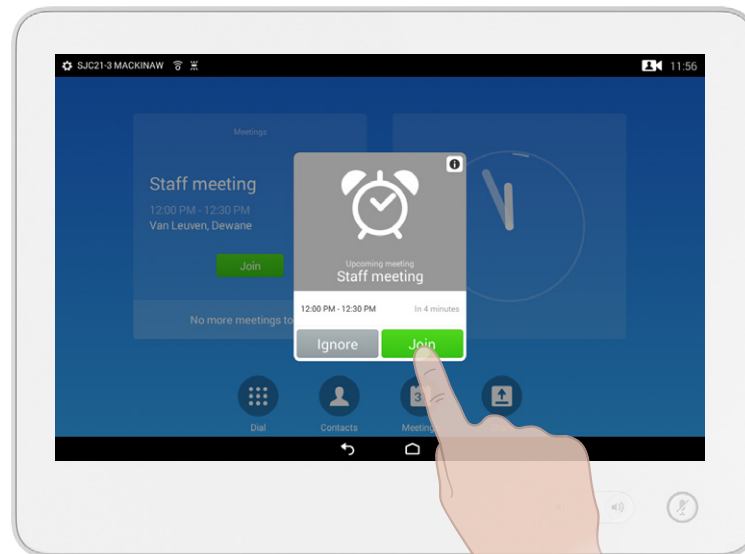 SJC21-3 MACKINAW
11:56
Meetings
Staff meeting
12:00 PM - 12:30 PM
Van Leuven, Dewane
Join
No more meetings to
Upcoming meeting
Staff meeting
12:00 PM - 12:30 PM
In 4 minutes
Ignore
Join
3
Dial
Contacts
Meeting